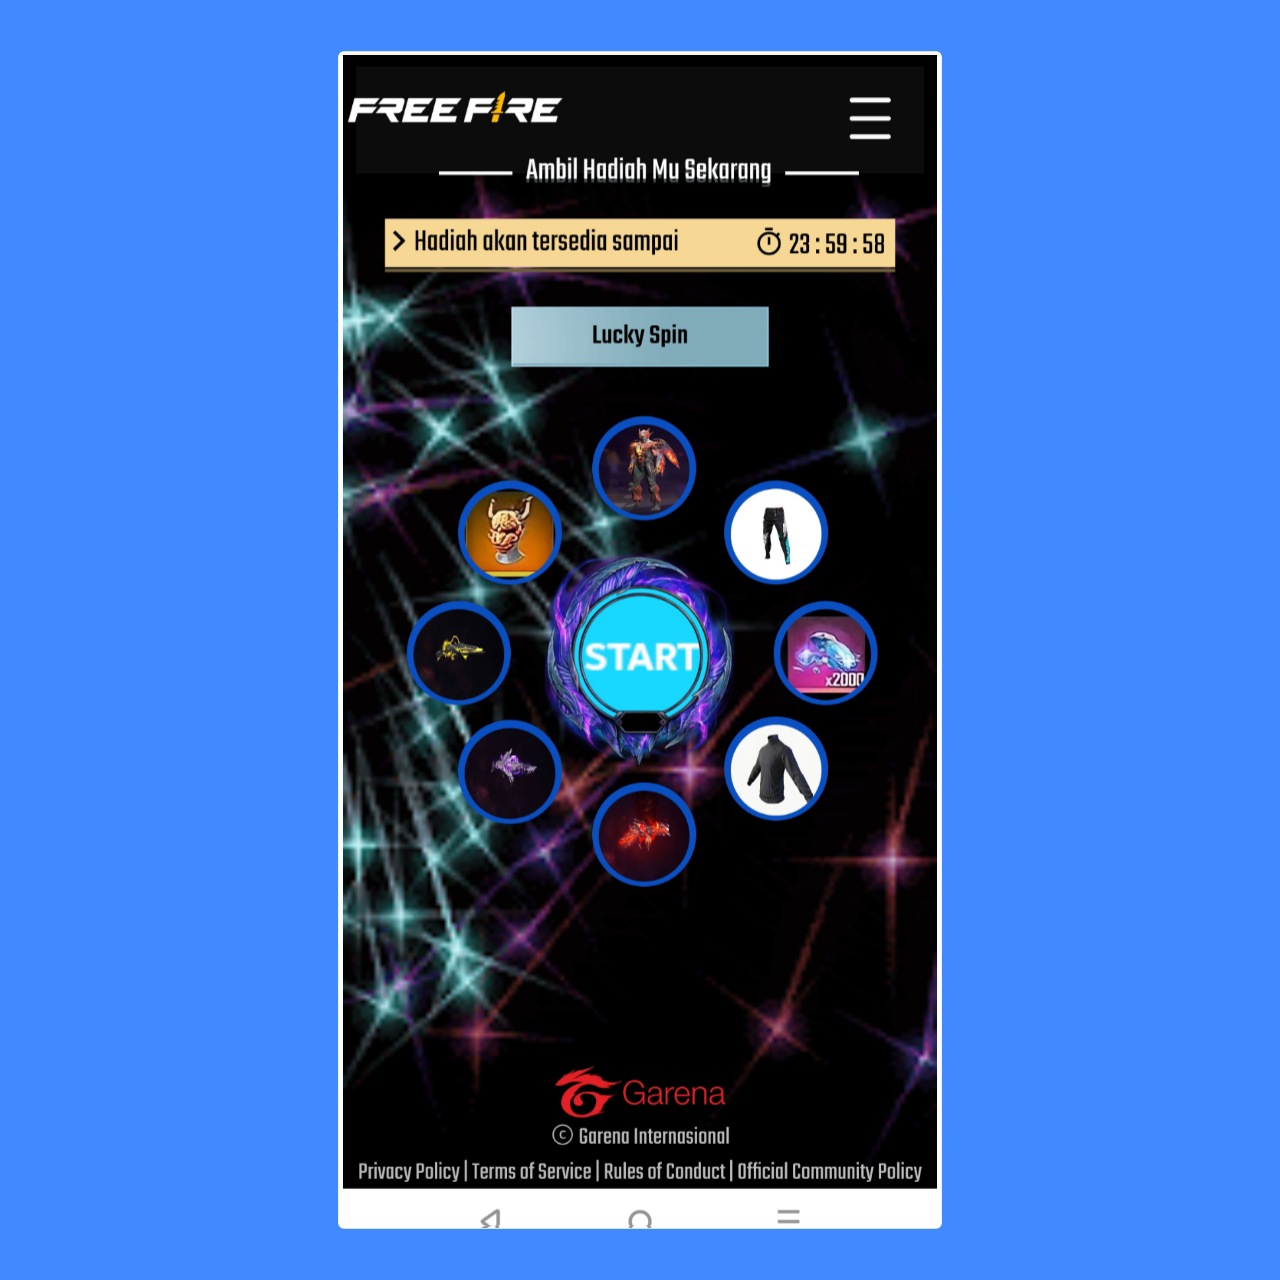 FREE FIRE
Ambil Hadiah Mu Sekarang
Hadiah akan tersedia sampai 23 : 59 : 58
Lucky Spin
START
x2000
Garena
© Garena Internasional
Privacy Policy | Terms of Service | Rules of Conduct | Official Community Policy